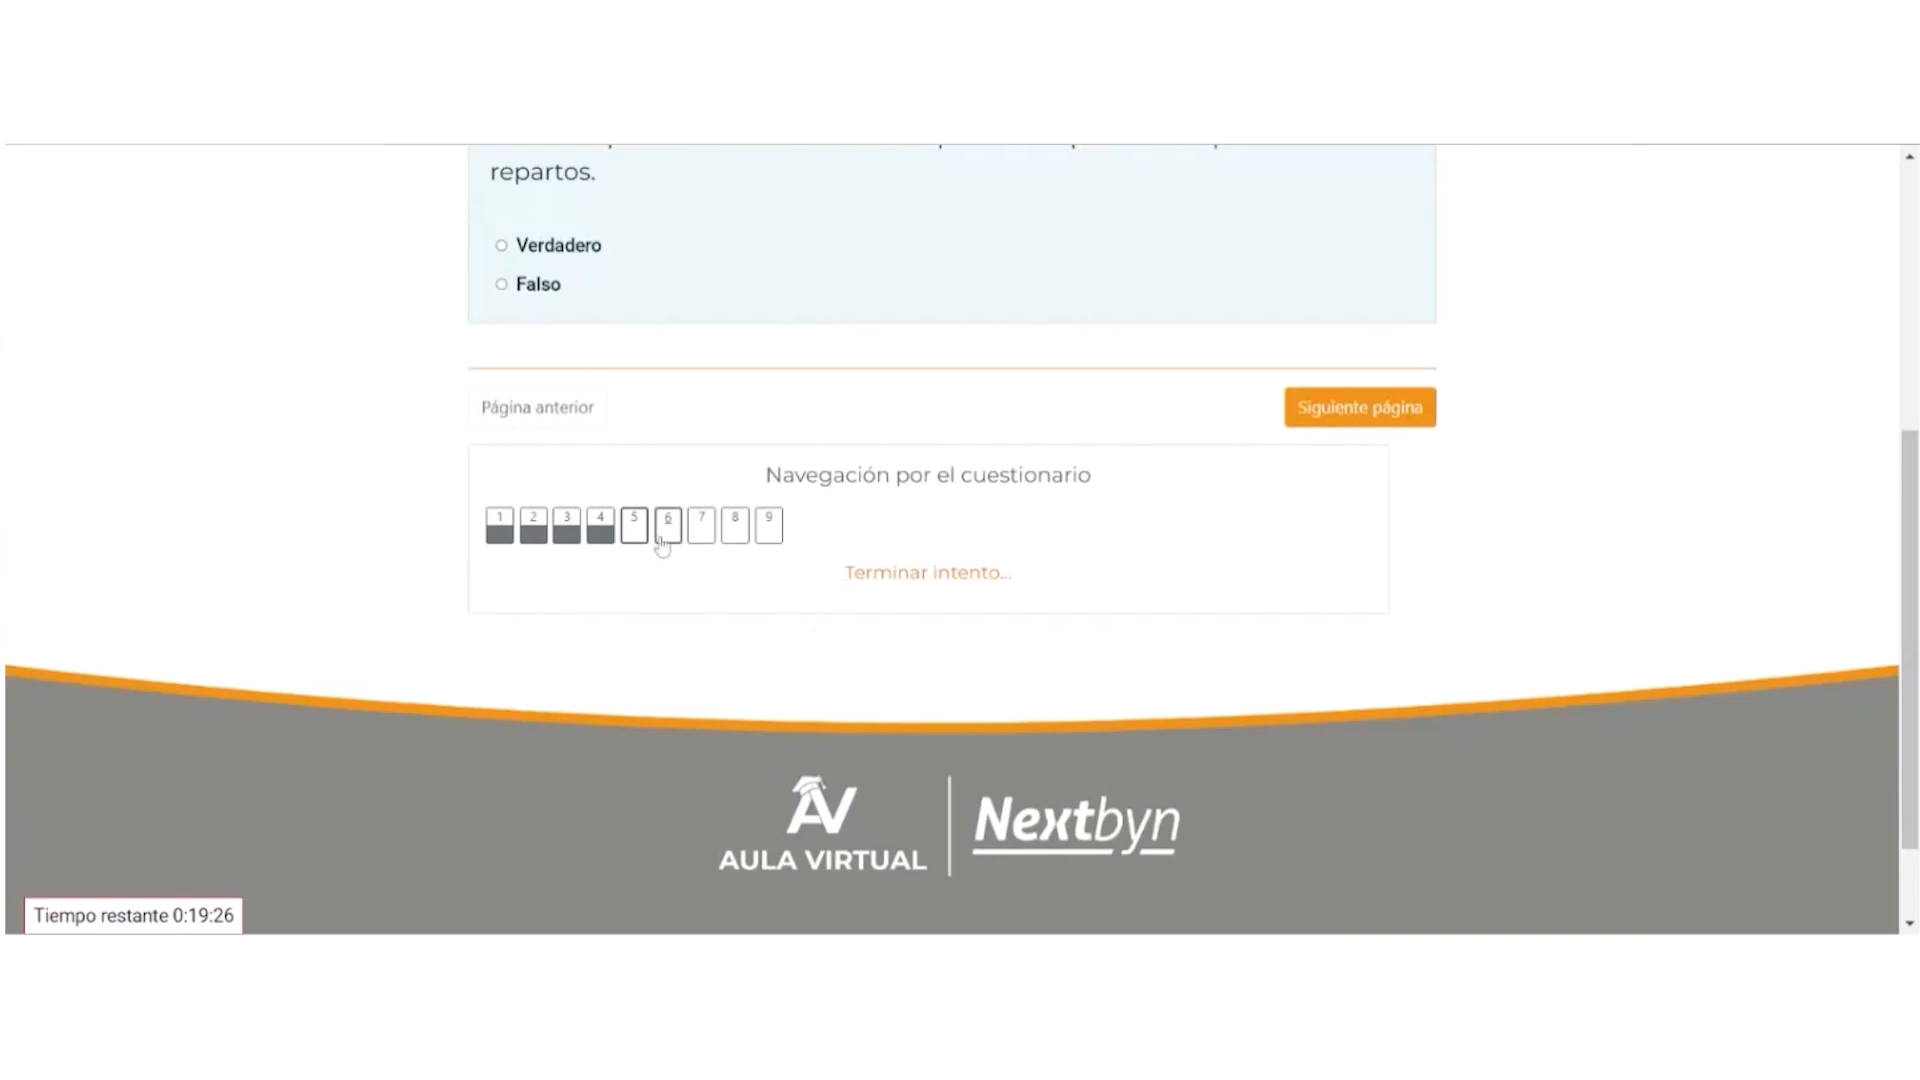 repartos.
Verdadero
Falso
Página anterior
Siguiente página
Navegación por el cuestionario
1 2 3 4 5 6 7 8 9
Terminar intento...
AV
AULA VIRTUAL
Nextbyn
Tiempo restante 0:19:26